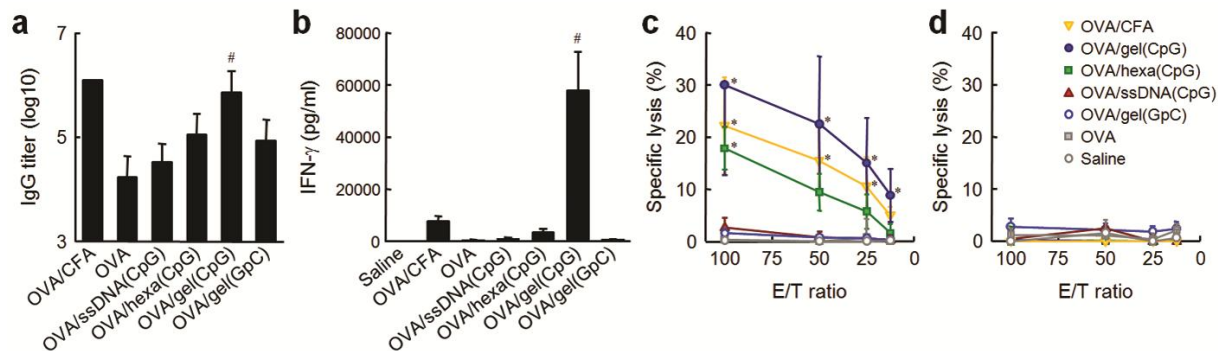 a
IgG titer (log10)
7
5
3
OVA/CFA
OVA
OVA/ssDNA(CpG)
OVA/hexa(CpG)
OVA/gel(CpG)
OVA/gel(GpC)
#
b
IFN-γ (pg/ml)
80000
60000
40000
20000
0
Saline
OVA/CFA
OVA
OVA/ssDNA(CpG)
OVA/hexa(CpG)
OVA/gel(CpG)
OVA/gel(GpC)
#
c
Specific lysis (%)
40
30
20
10
0
* * * *
* * *
*
100 75 50 25 0
E/T ratio
d
Specific lysis (%)
40
30
20
10
0
100 75 50 25 0
E/T ratio
OVA/CFA
OVA/gel(CpG)
OVA/hexa(CpG)
OVA/ssDNA(CpG)
OVA/gel(GpC)
OVA
Saline